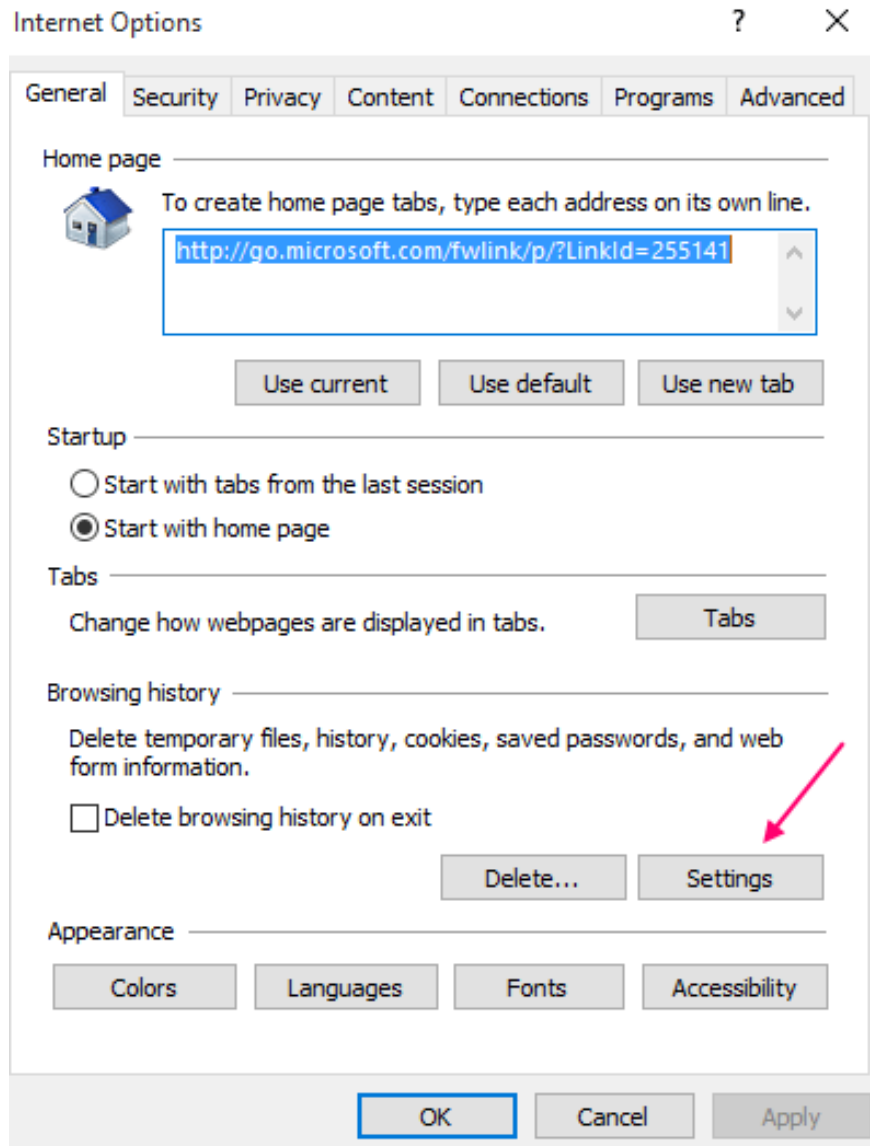 Internet Options ?
General Security Privacy Content Connections Programs Advanced
Home page
To create home page tabs, type each address on its own line.
http://go.microsoft.com/fwlink/p/?LinkId=255141
Use current Use default Use new tab
Startup
Start with tabs from the last session
Start with home page
Tabs
Change how webpages are displayed in tabs. Tabs
Browsing history
Delete temporary files, history, cookies, saved passwords, and web
form information.
Delete browsing history on exit
Delete... Settings
Appearance
Colors Languages Fonts Accessibility
OK Cancel Apply